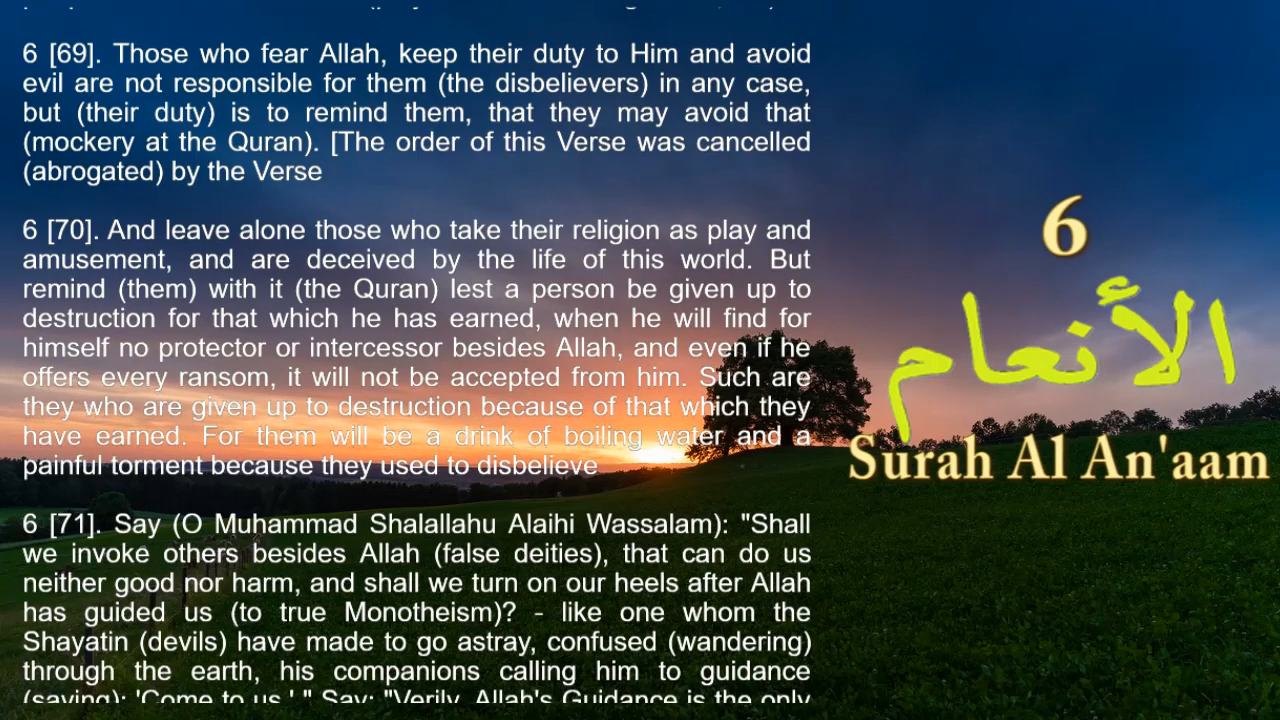 6 [69]. Those who fear Allah, keep their duty to Him and avoid
evil are not responsible for them (the disbelievers) in any case,
but (their duty) is to remind them, that they may avoid that
(mockery at the Quran). [The order of this Verse was cancelled
(abrogated) by the Verse
6 [70]. And leave alone those who take their religion as play and
amusement, and are deceived by the life of this world. But
remind (them) with it (the Quran) lest a person be given up to
destruction for that which he has earned, when he will find for
himself no protector or intercessor besides Allah, and even if he
offers every ransom, it will not be accepted from him. Such are
they who are given up to destruction because of that which they
have earned. For them will be a drink of boiling water and a
painful torment because they used to disbelieve
6 [71]. Say (O Muhammad Shalallahu Alaihi Wassalam): "Shall
we invoke others besides Allah (false deities), that can do us
neither good nor harm, and shall we turn on our heels after Allah
has guided us (to true Monotheism)? - like one whom the
Shayatin (devils) have made to go astray, confused (wandering)
through the earth, his companions calling him to guidance
(saying): 'Come to us.' " Say: "Verily, Allah's Guidance is the only
6
الأنعام
Surah Al An'aam